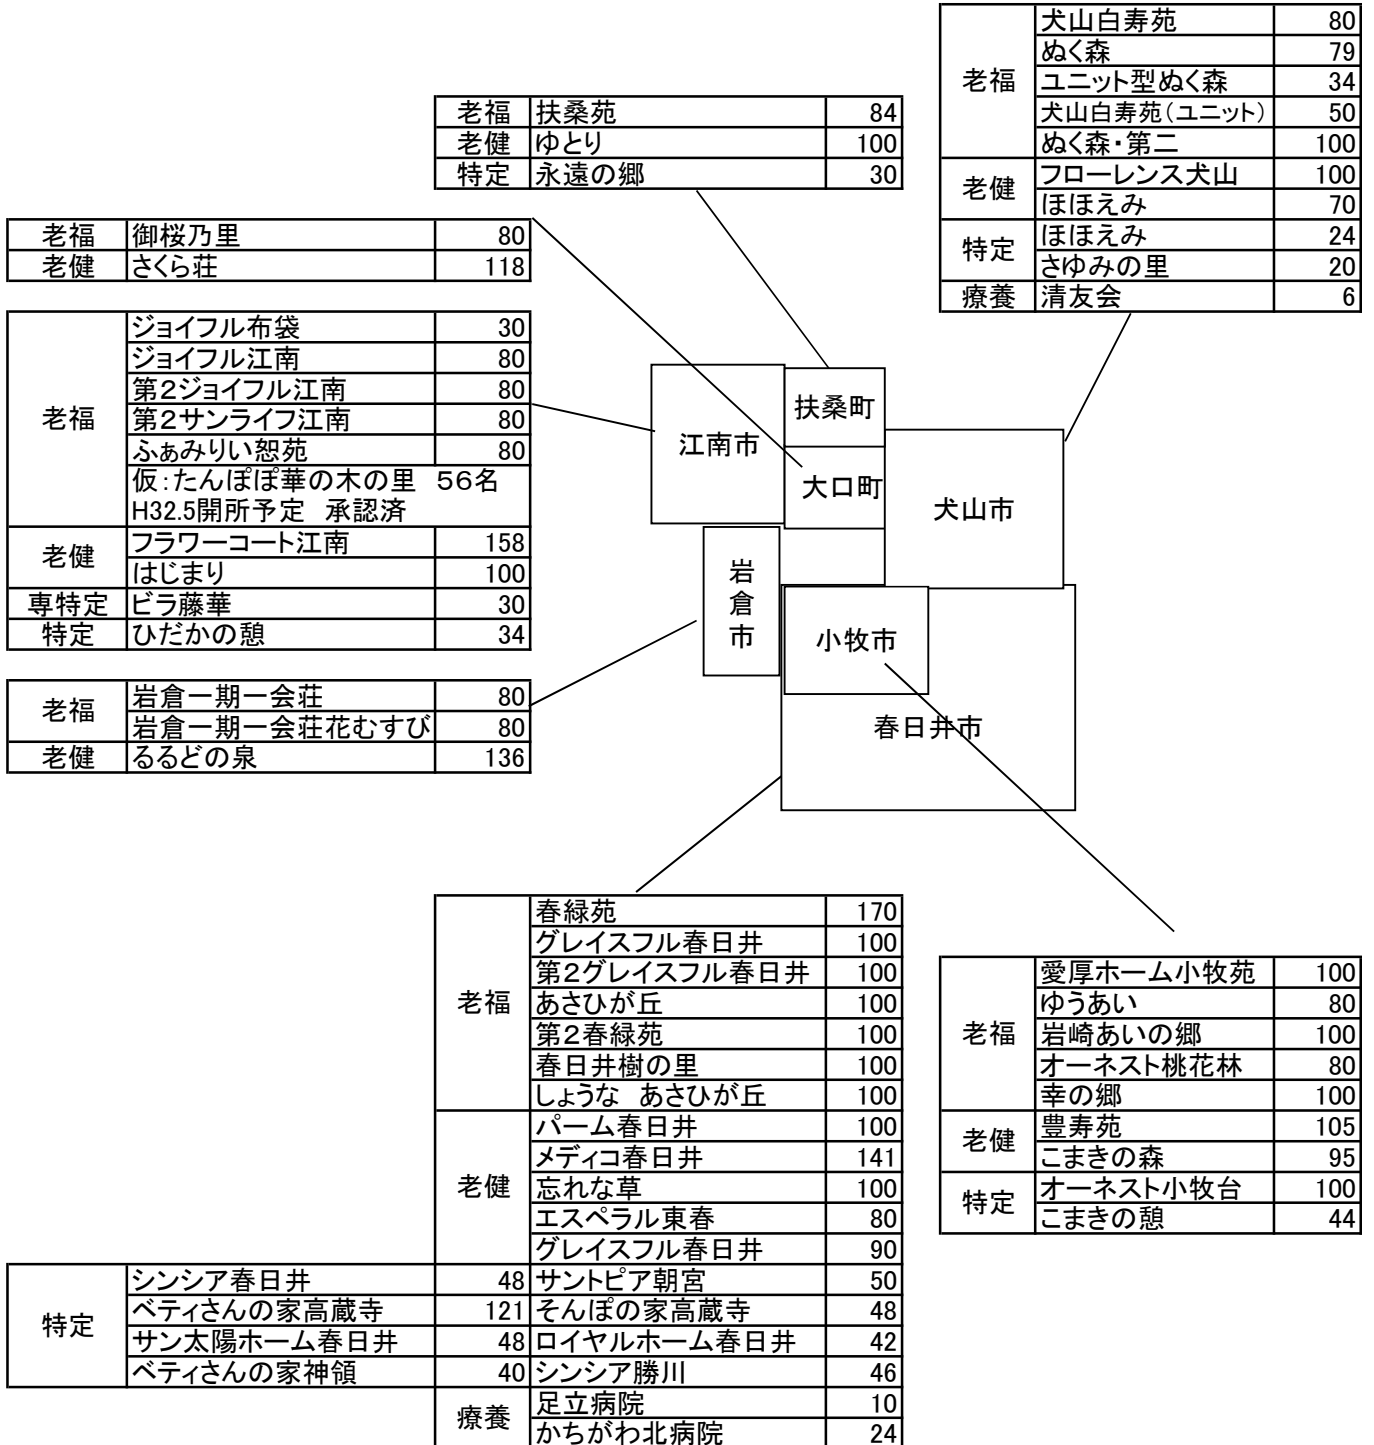 老福 犬山白寿苑 80
ぬく森 79
ユニット型ぬく森 34
犬山白寿苑(ユニット) 50
ぬく森・第二 100
老健 フローレンス犬山 100
ほほえみ 70
特定 ほほえみ 24
さゆみの里 20
療養 清友会 6
老福 扶桑苑 84
老健 ゆとり 100
特定 永遠の郷 30
老福 御桜乃里 80
老健 さくら荘 118
老福 ジョイフル布袋 30
ジョイフル江南 80
第2ジョイフル江南 80
第2サンライフ江南 80
ふぁみりい恕苑 80
仮:たんぽぽ華の木の里 56名
H32.5開所予定 承認済
老健 フラワーコート江南 158
はじまり 100
専特定 ビラ藤華 30
特定 ひだかの憩 34
老福 岩倉一期一会荘 80
岩倉一期一会荘花むすび 80
老健 るるどの泉 136
扶桑町
江南市
大口町
犬山市
岩倉市
小牧市
春日井市
老福 春緑苑 170
グレイスフル春日井 100
第2グレイスフル春日井 100
あさひが丘 100
第2春緑苑 100
春日井樹の里 100
しょうな あさひが丘 100
老健 パーム春日井 100
メディコ春日井 141
忘れな草 100
エスペラル東春 80
グレイスフル春日井 90
特定 シンシア春日井 48 サントピア朝宮 50
ベティさんの家高蔵寺 121 そんぽの家高蔵寺 48
サン太陽ホーム春日井 48 ロイヤルホーム春日井 42
ベティさんの家神領 40 シンシア勝川 46
療養 足立病院 10
かちがわ北病院 24
老福 愛厚ホーム小牧苑 100
ゆうあい 80
岩崎あいの郷 100
オーネスト桃花林 80
幸の郷 100
老健 豊寿苑 105
こまきの森 95
特定 オーネスト小牧台 100
こまきの憩 44